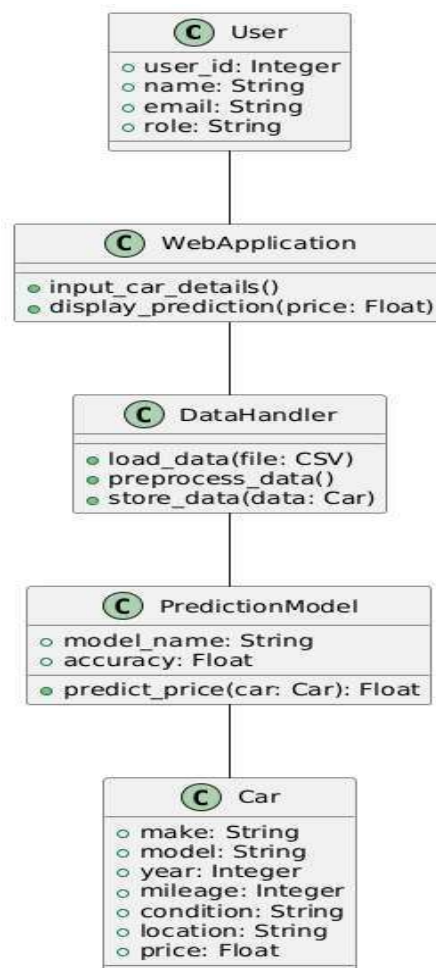 C User
user_id: Integer
name: String
email: String
role: String
C WebApplication
input_car_details()
display_prediction(price: Float)
C DataHandler
load_data(file: CSV)
preprocess_data()
store_data(data: Car)
C PredictionModel
model_name: String
accuracy: Float
predict_price(car: Car): Float
C Car
make: String
model: String
year: Integer
mileage: Integer
condition: String
location: String
price: Float